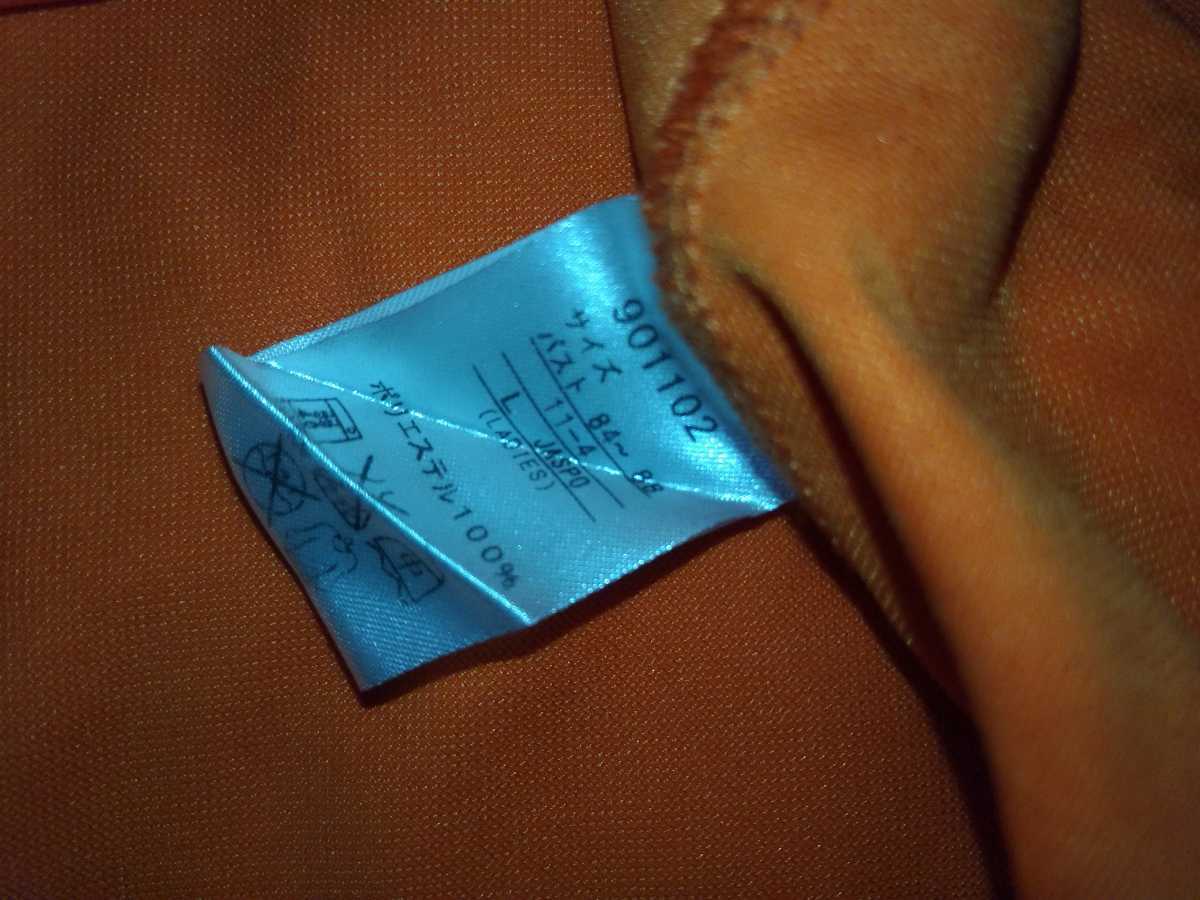 901102
サイズ
バスト 84～ 88
11-4
L JASPO
(LADIES)
ポリエステル100%
中